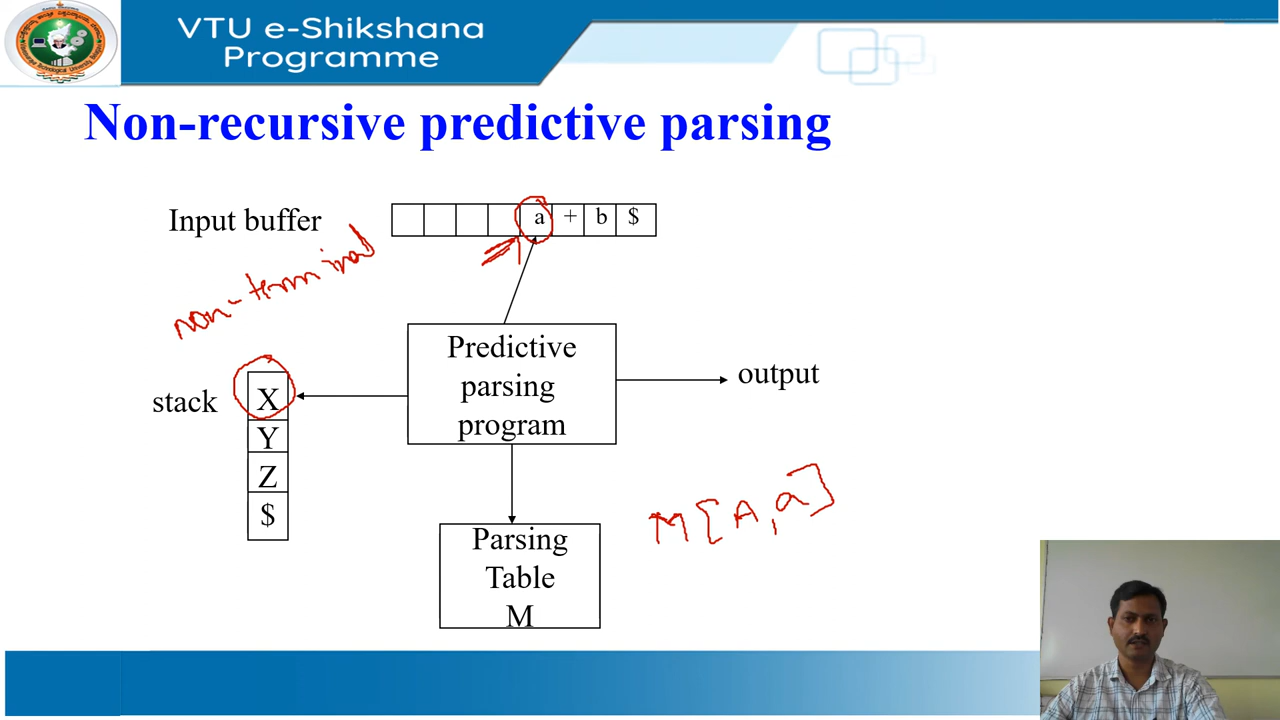 VTU e-Shikshana
Programme
Non-recursive predictive parsing
Input buffer
a + b $
non-terminal
stack
X
Y
Z
$
Predictive
parsing
program
output
Parsing
Table
M
M[A,a]